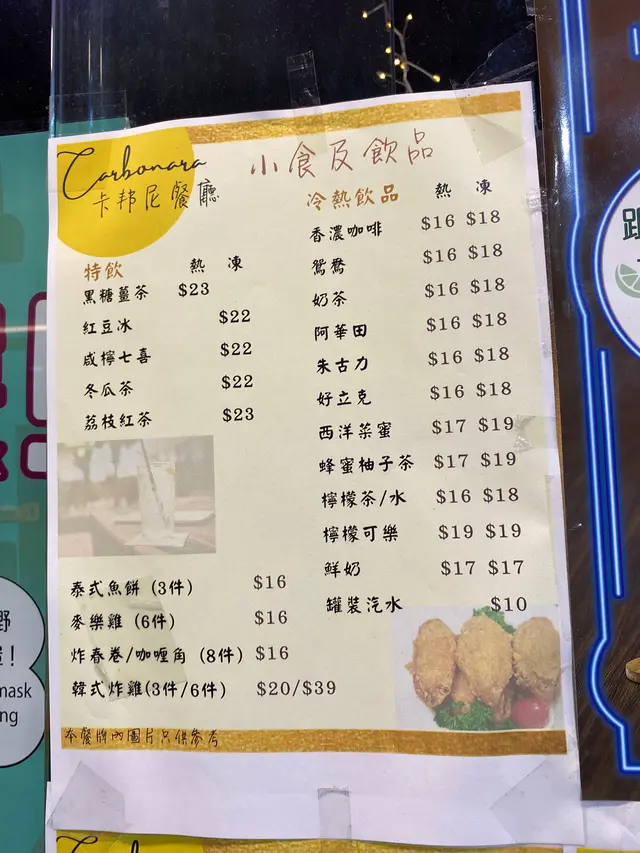 Carbonara
卡邦尼餐廳
小食及飲品
特飲 熱 凍
黑糖薑茶 $23
紅豆冰 $22
咸檸七喜 $22
冬瓜茶 $22
荔枝紅茶 $23
冷熱飲品 熱 凍
香濃咖啡 $16 $18
鴛鴦 $16 $18
奶茶 $16 $18
阿華田 $16 $18
朱古力 $16 $18
好立克 $16 $18
西洋菜蜜 $17 $19
蜂蜜柚子茶 $17 $19
檸檬茶/水 $16 $18
檸檬可樂 $19 $19
鮮奶 $17 $17
罐裝汽水 $10
泰式魚餅 (3件) $16
麥樂雞 (6件) $16
炸春卷/咖喱角 (8件) $16
韓式炸雞(3件/6件) $20/$39
本餐牌內圖片只供參考
mask